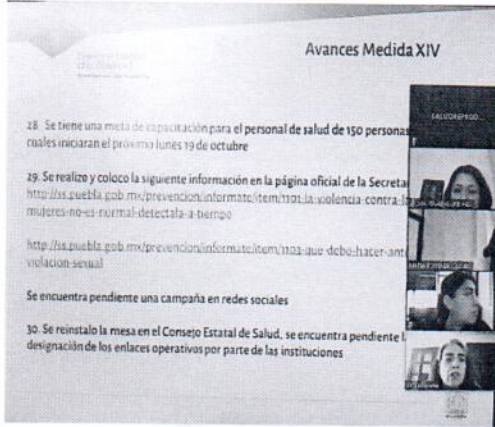 Avances Medida XIV
28. Se tiene una meta de capacitación para el personal de salud de 150 personas
cuales iniciaran el próximo lunes 19 de octubre
29. Se realizo y coloco la siguiente información en la página oficial de la Secreta
http://ss.puebla.gob.mx/prevencion/informate/item/1101-la-violencia-contra-l
mujeres-no-es-normal-detectala-a-tiempo
http://ss.puebla.gob.mx/prevencion/informate/item/1103-que-debo-hacer-ant
violacion-sexual
Se encuentra pendiente una campaña en redes sociales
30. Se reinstalo la mesa en el Consejo Estatal de Salud, se encuentra pendiente l
designación de los enlaces operativos por parte de las instituciones
SALUDREPROD...